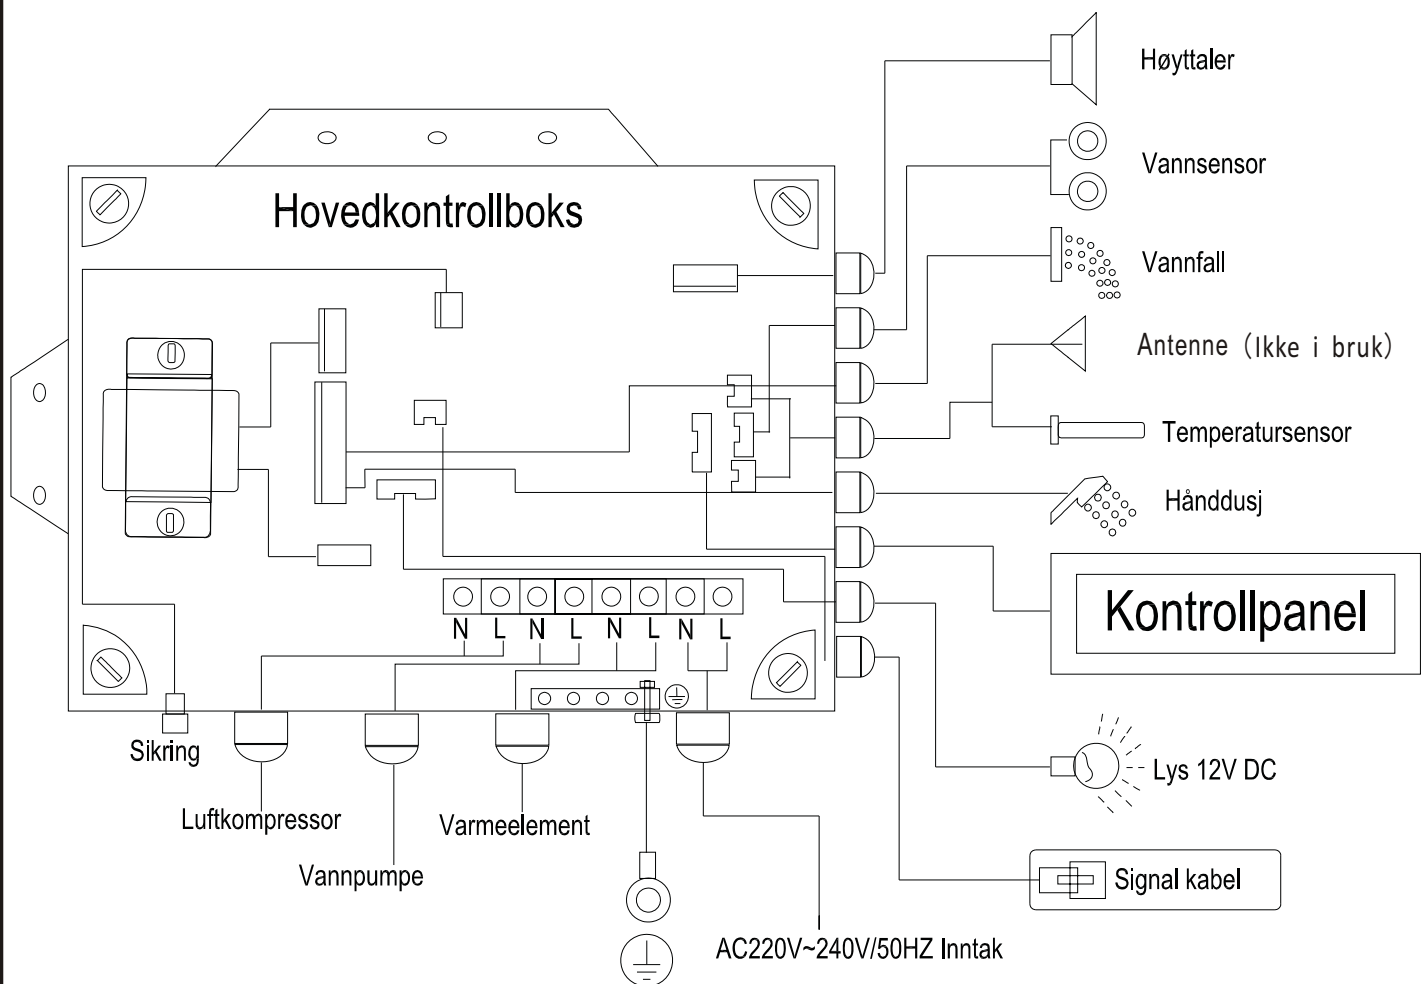 Høyttaler
Vannsensor
Hovedkontrollboks
Vannfall
Antenne (Ikke i bruk)
Temperatursensor
Hånddusj
Kontrollpanel
N L N L N L N L
Sikring
Lys 12V DC
Luftkompressor
Varmeelement
Vannpumpe
Signal kabel
AC220V~240V/50HZ Inntak